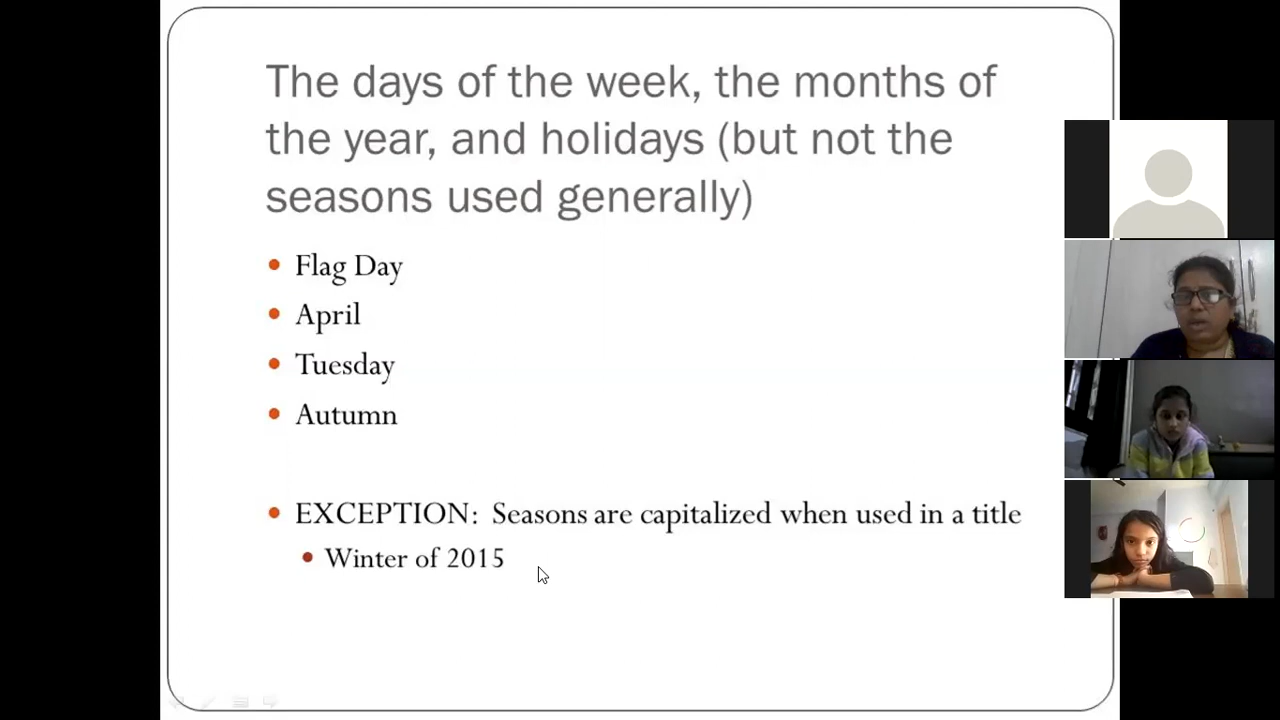 The days of the week, the months of
the year, and holidays (but not the
seasons used generally)
Flag Day
April
Tuesday
Autumn
EXCEPTION: Seasons are capitalized when used in a title
Winter of 2015